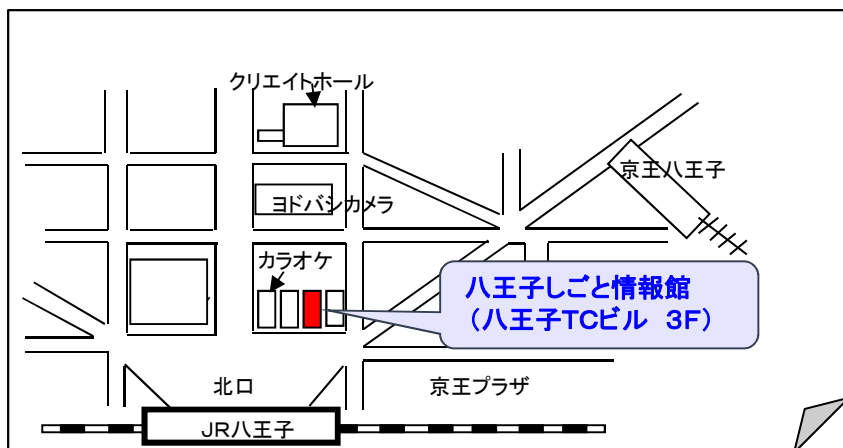 クリエイトホール
京王八王子
ヨドバシカメラ
カラオケ
八王子しごと情報館
（八王子TCビル　3F）
北口
京王プラザ
JR八王子